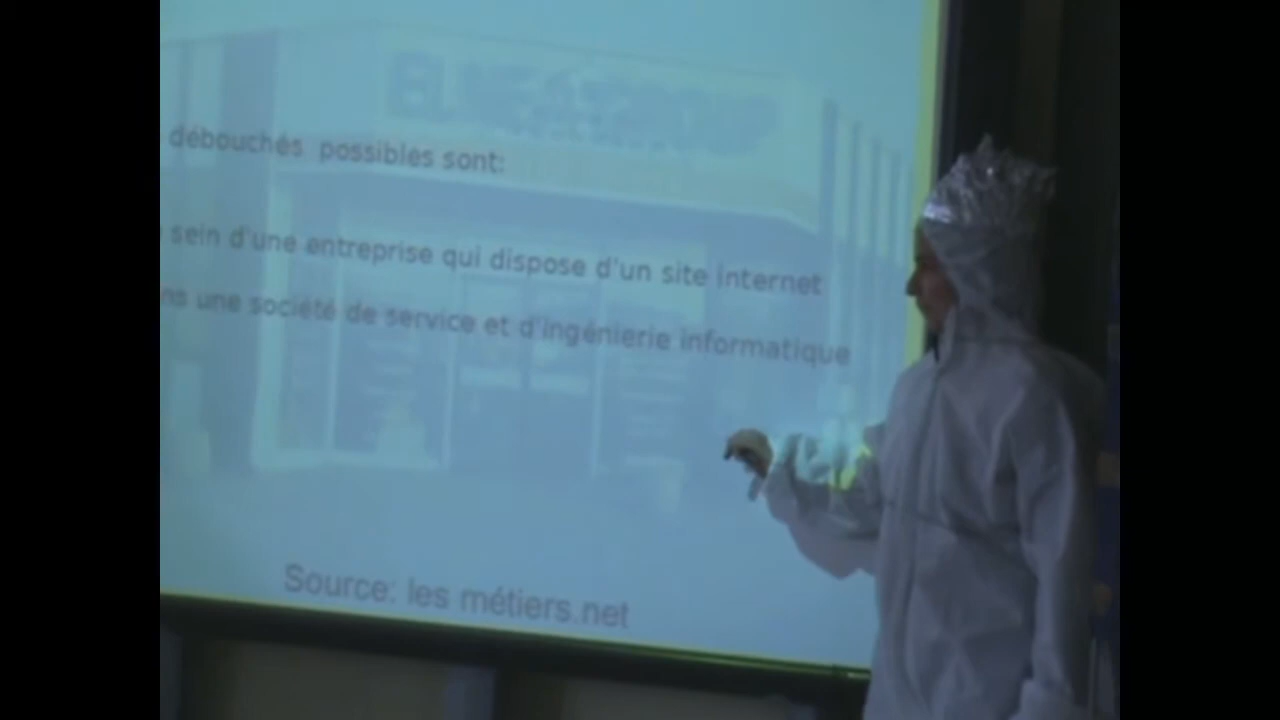 débouchés possibles sont:
sein d'une entreprise qui dispose d'un site internet
une société de service et d'ingénierie informatique
Source: les métiers.net